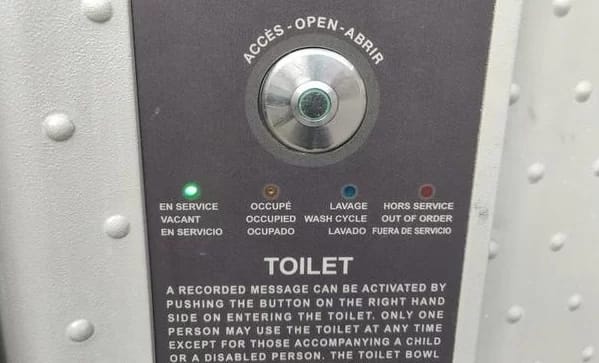 ACCÈS - OPEN - ABRIR
EN SERVICE
VACANT
EN SERVICIO
OCCUPÉ
OCCUPIED
OCUPADO
LAVAGE
WASH CYCLE
LAVADO
HORS SERVICE
OUT OF ORDER
FUERA DE SERVICIO
TOILET
A RECORDED MESSAGE CAN BE ACTIVATED BY
PUSHING THE BUTTON ON THE RIGHT HAND
SIDE ON ENTERING THE TOILET. ONLY ONE
PERSON MAY USE THE TOILET AT ANY TIME
EXCEPT FOR THOSE ACCOMPANYING A CHILD
OR A DISABLED PERSON. THE TOILET BOWL